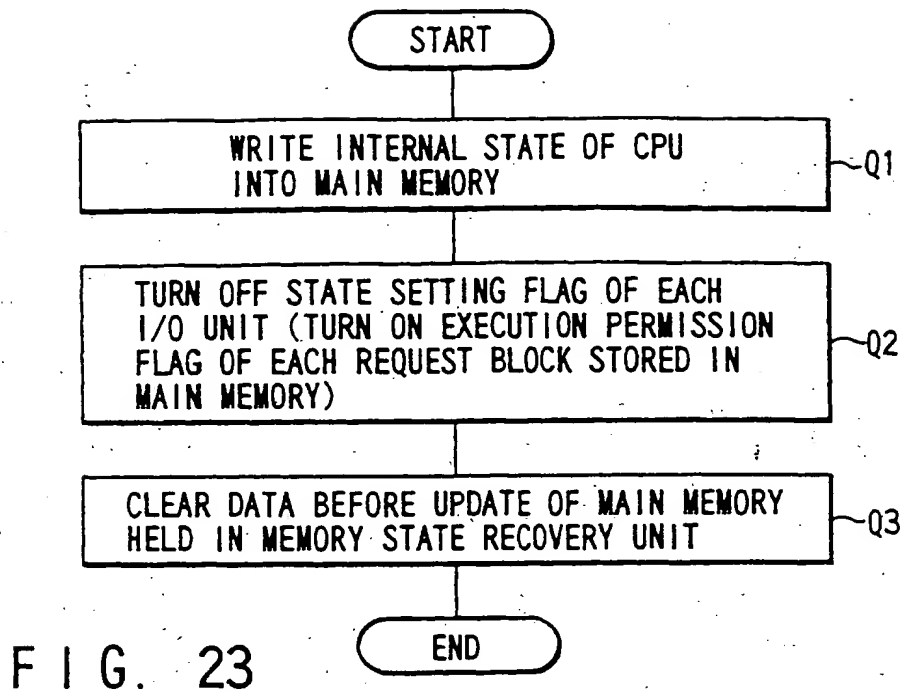 START
WRITE INTERNAL STATE OF CPU
INTO MAIN MEMORY
Q1
TURN OFF STATE SETTING FLAG OF EACH
I/O UNIT (TURN ON EXECUTION PERMISSION
FLAG OF EACH REQUEST BLOCK STORED IN
MAIN MEMORY)
Q2
CLEAR DATA BEFORE UPDATE OF MAIN MEMORY
HELD IN MEMORY STATE RECOVERY UNIT
Q3
END
FIG. 23